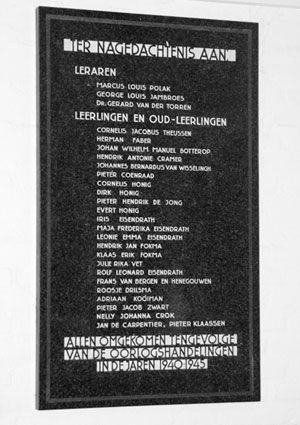 TER NAGEDACHTENIS AAN:
LERAREN
MARCUS LOUIS POLAK
GEORGE LOUIS JAMBROES
DR. GERARD VAN DER TORREN
LEERLINGEN EN OUD-LEERLINGEN
CORNELIS JACOBUS THEUSSEN
HERMAN FABER
JOHAN WILHELM MANUEL BOTTEROP
HENDRIK ANTONIE CRAMER
JOHANNES BERNARDUS VAN WISSELINGH
PIETER COENRAAD
CORNELIS HONIG
DIRK HONIG
PIETER HENDRIK DE JONG
EVERT HONIG
IRIS EISENDRATH
MAJA FREDERIKA EISENDRATH
LEONIE EMMA EISENDRATH
HENDRIK JAN FOKMA
KLAAS ERIK FOKMA
JULIE RIKA VET
ROLF LEONARD EISENDRATH
FRANS VAN BERGEN EN HENEGOUWEN
ROOSJE DRILSMA
ADRIAAN KOOIMAN
PIETER JACOB ZWART
NELLY JOHANNA CROK
JAN DE CARPENTIER, PIETER KLAASSEN
ALLEN OMGEKOMEN TENGEVOLGE
VAN DE OORLOGSHANDELINGEN
IN DE JAREN 1940-1945